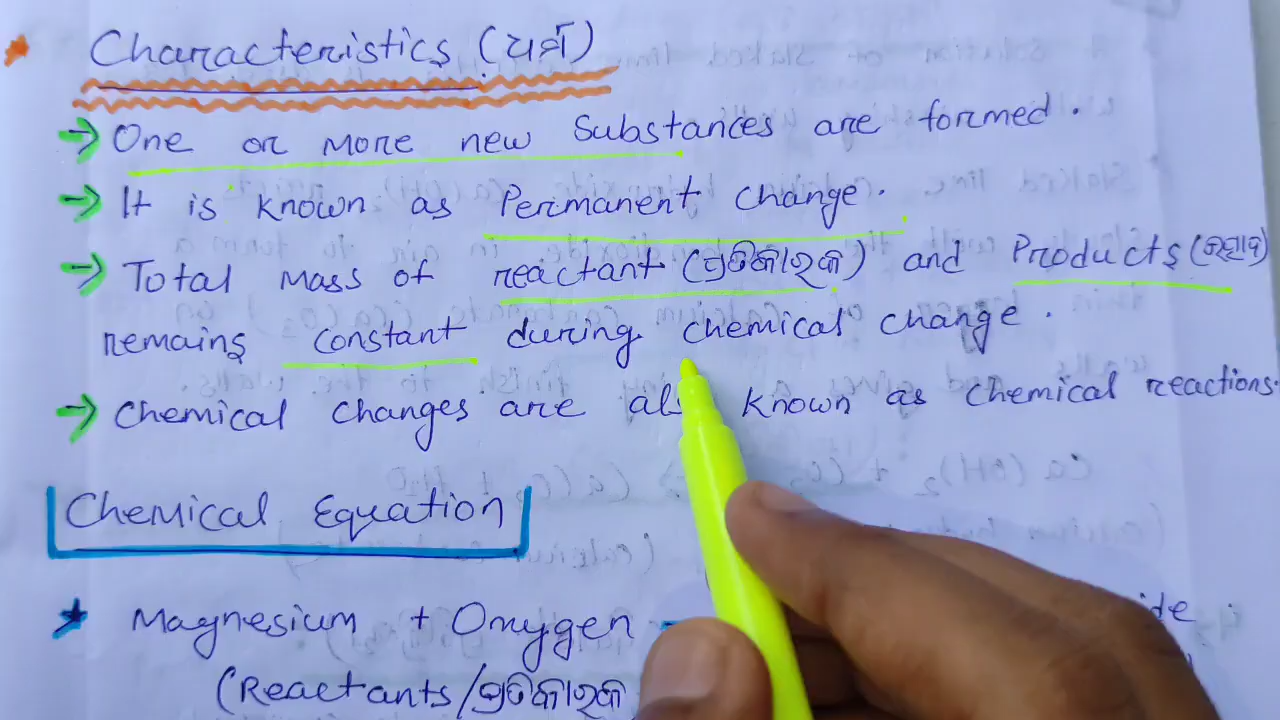 Characteristics (ଧର୍ମ)
One or more new substances are formed.
It is known as Permanent change.
Total mass of reactant (ପ୍ରତିକାରକ) and Products
remains constant during chemical change.
Chemical changes are known as chemical reactions.
Chemical Equation
Magnesium + Oxygen
(Reactants/ପ୍ରତିକାରକ